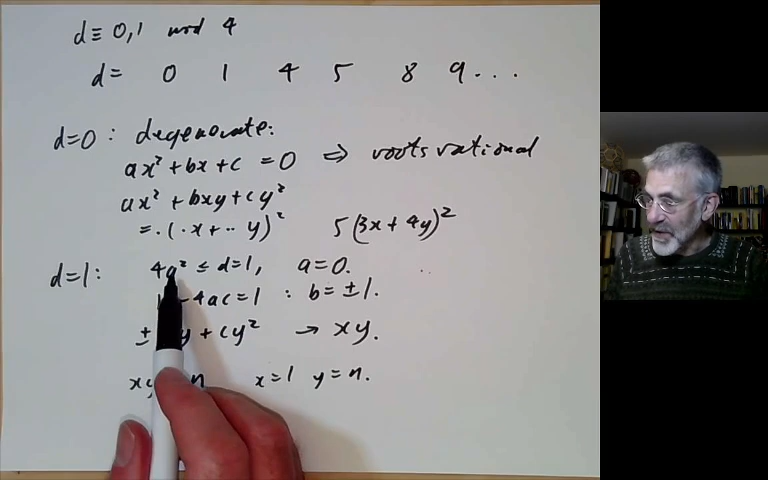 d ≡ 0, 1 mod 4
d = 0 1 4 5 8 9 ...
d=0: degenerate:
ax² + bx + c = 0 ⇒ roots rational
ax² + bxy + cy²
= ·(·x + ·· y)² 5(3x + 4y)²
d=1: 4a² ≤ d=1, a=0.
- 4ac = 1 : b = ±1.
± y + cy² → xy.
xy n x=1 y=n.